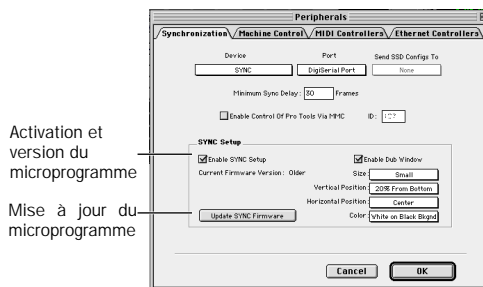 Peripherals
Synchronization Machine Control MIDI Controllers Ethernet Controllers
Device Port Send SSD Configs To
SYNC DigiSerial Port None
Minimum Sync Delay: 30 Frames
Enable Control Of Pro Tools Via MMC ID:
SYNC Setup
Activation et
version du
microprogramme
Enable SYNC Setup Enable Dub Window
Current Firmware Version: Older Size: Small
Vertical Position: 20% From Bottom
Horizontal Position: Center
Mise à jour du
microprogramme
Update SYNC Firmware Color: White on Black Bkgnd
Cancel OK